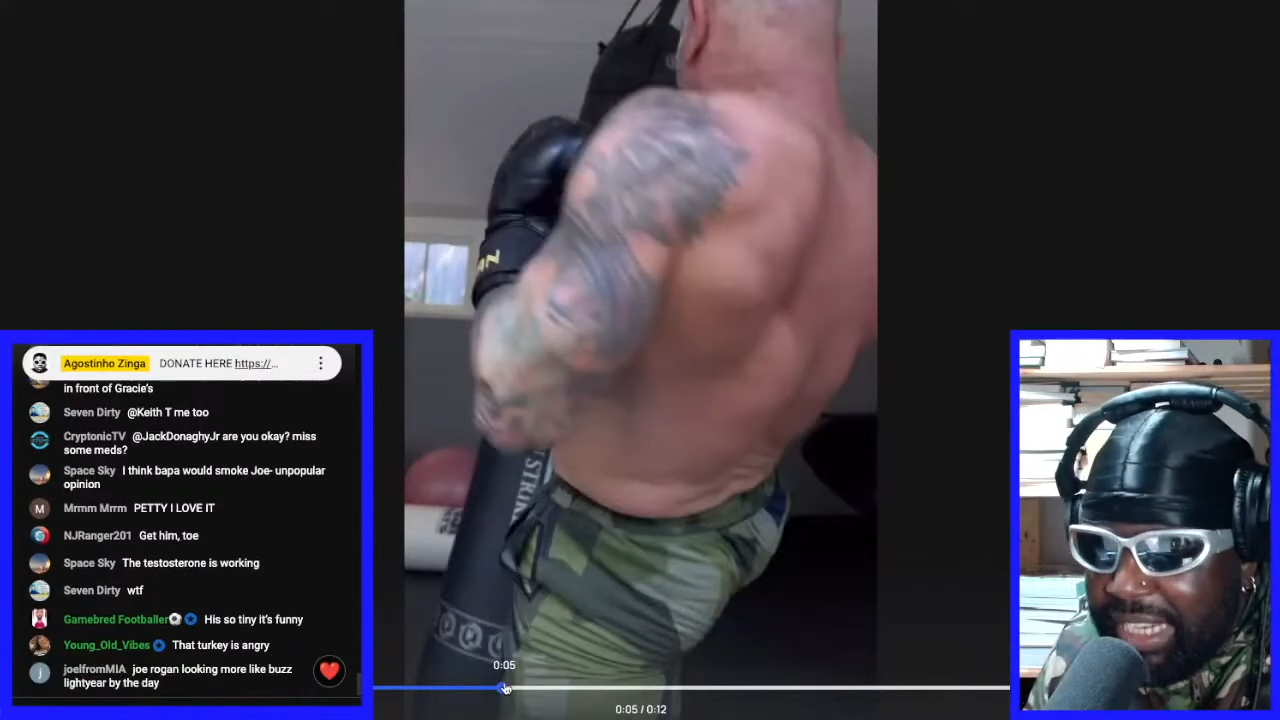 Agostinho Zinga DONATE HERE https://...
in front of Gracie's
Seven Dirty @Keith T me too
CryptonicTV @JackDonaghyJr are you okay? miss
some meds?
Space Sky I think bapa would smoke Joe- unpopular
opinion
M
Mrmm Mrrm PETTY I LOVE IT
NJRanger201 Get him, toe
Space Sky The testosterone is working
Seven Dirty wtf
Gamebred Footballer⚽ His so tiny it's funny
Young_Old_Vibes That turkey is angry
j
joelfromMIA joe rogan looking more like buzz
lightyear by the day
0:05
0:05 / 0:12